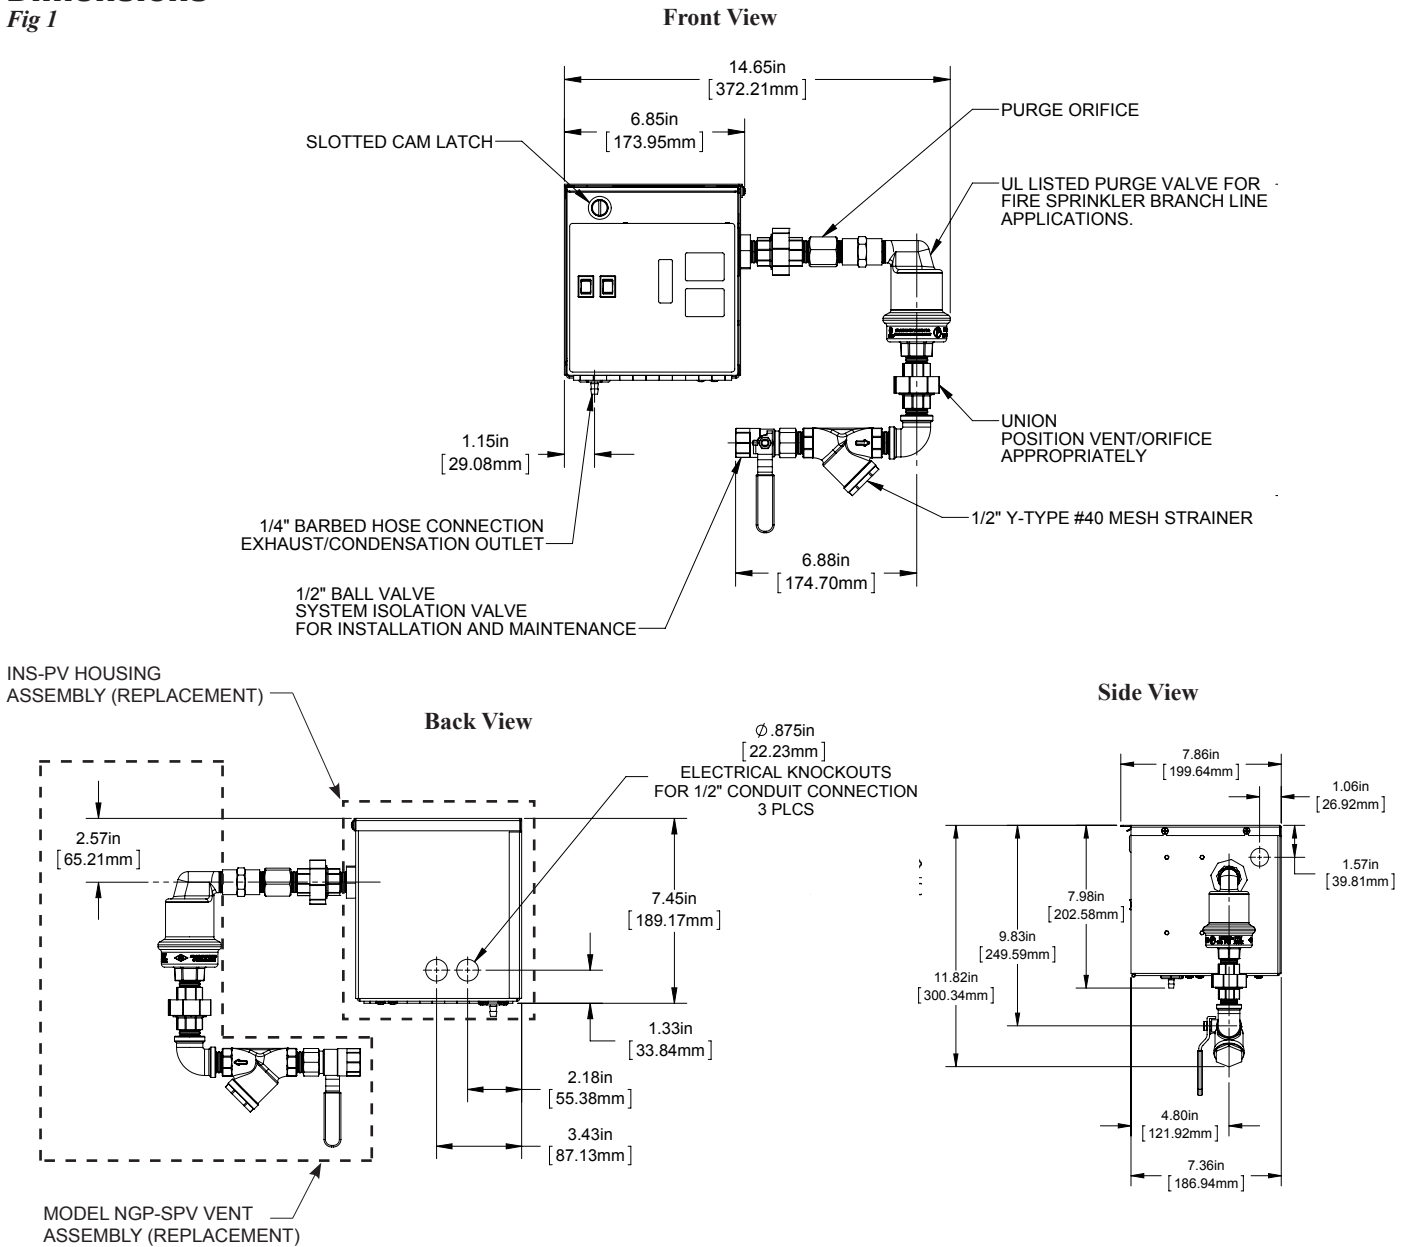 Dimensions
Fig 1
Front View
14.65in
[372.21mm]
6.85in
[173.95mm]
PURGE ORIFICE
SLOTTED CAM LATCH
UL LISTED PURGE VALVE FOR
FIRE SPRINKLER BRANCH LINE
APPLICATIONS.
1.15in
[29.08mm]
UNION
POSITION VENT/ORIFICE
APPROPRIATELY
1/4" BARBED HOSE CONNECTION
EXHAUST/CONDENSATION OUTLET
1/2" Y-TYPE #40 MESH STRAINER
6.88in
[174.70mm]
1/2" BALL VALVE
SYSTEM ISOLATION VALVE
FOR INSTALLATION AND MAINTENANCE
INS-PV HOUSING
ASSEMBLY (REPLACEMENT)
Back View
Ø.875in
[22.23mm]
ELECTRICAL KNOCKOUTS
FOR 1/2" CONDUIT CONNECTION
3 PLCS
2.57in
[65.21mm]
7.45in
[189.17mm]
1.33in
[33.84mm]
2.18in
[55.38mm]
3.43in
[87.13mm]
MODEL NGP-SPV VENT
ASSEMBLY (REPLACEMENT)
Side View
7.86in
[199.64mm]
1.06in
[26.92mm]
1.57in
[39.81mm]
7.98in
[202.58mm]
9.83in
[249.59mm]
11.82in
[300.34mm]
4.80in
[121.92mm]
7.36in
[186.94mm]